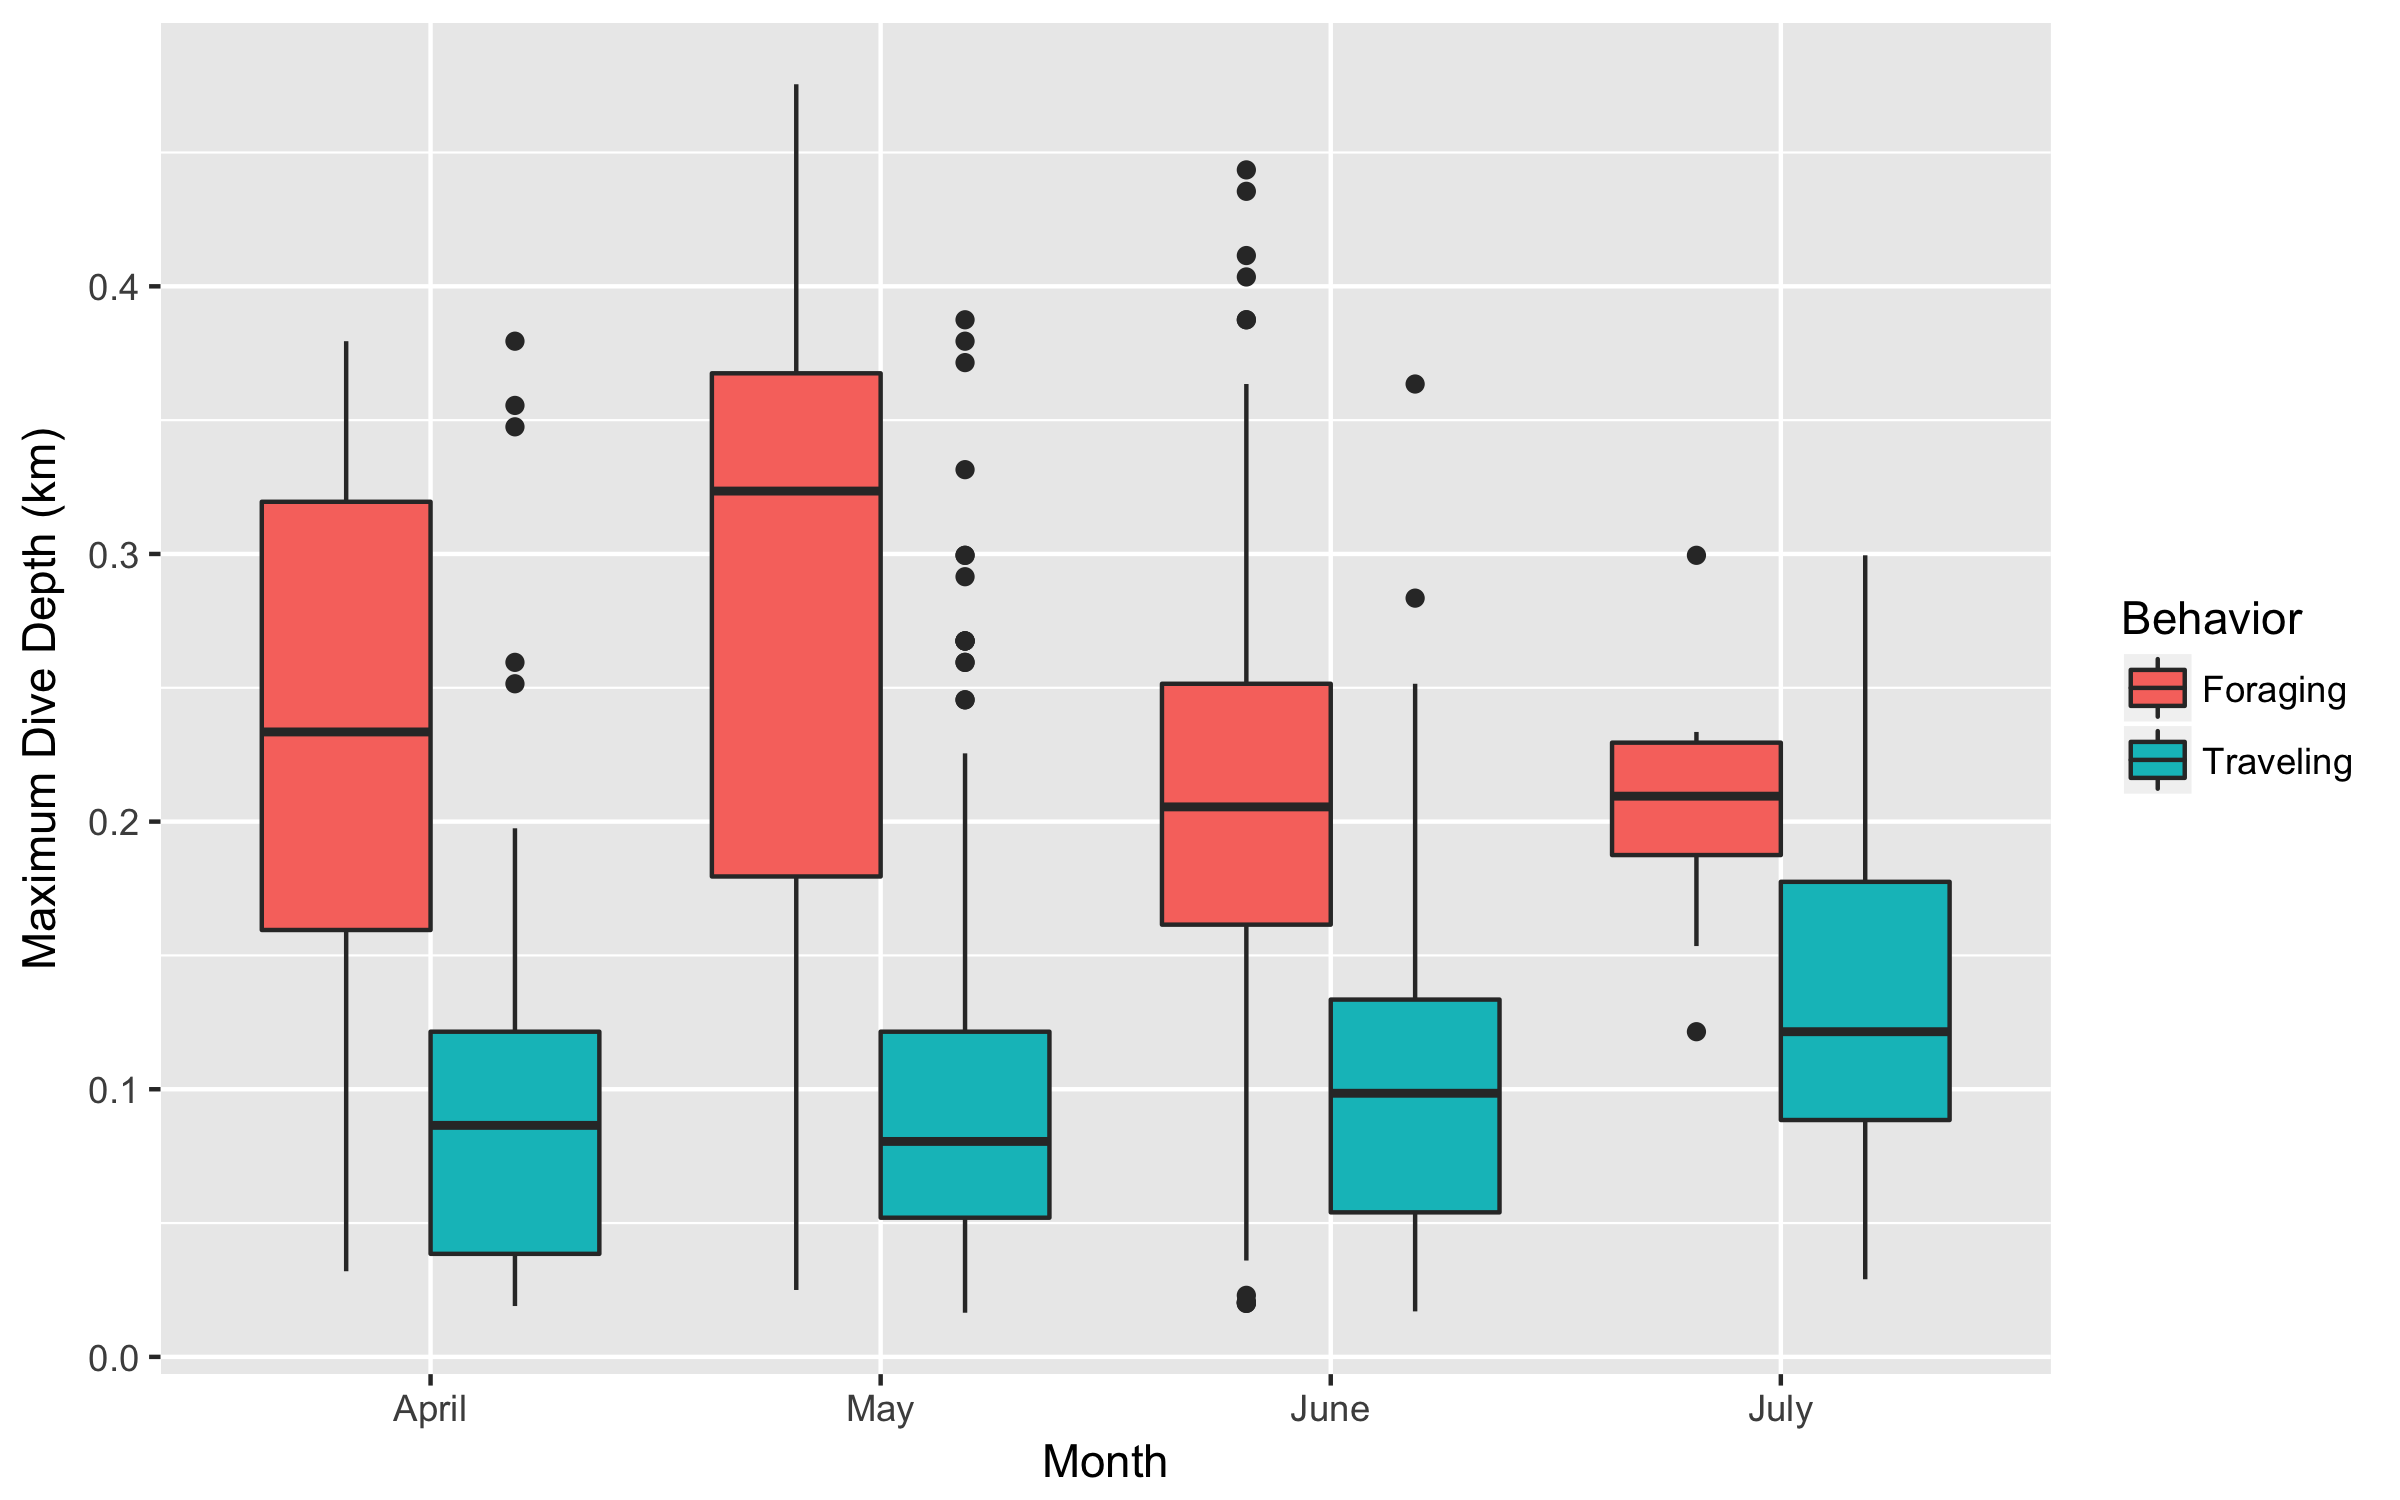 Maximum Dive Depth (km)
0.4
0.3
0.2
0.1
0.0
April May June July
Month
Behavior
Foraging
Traveling